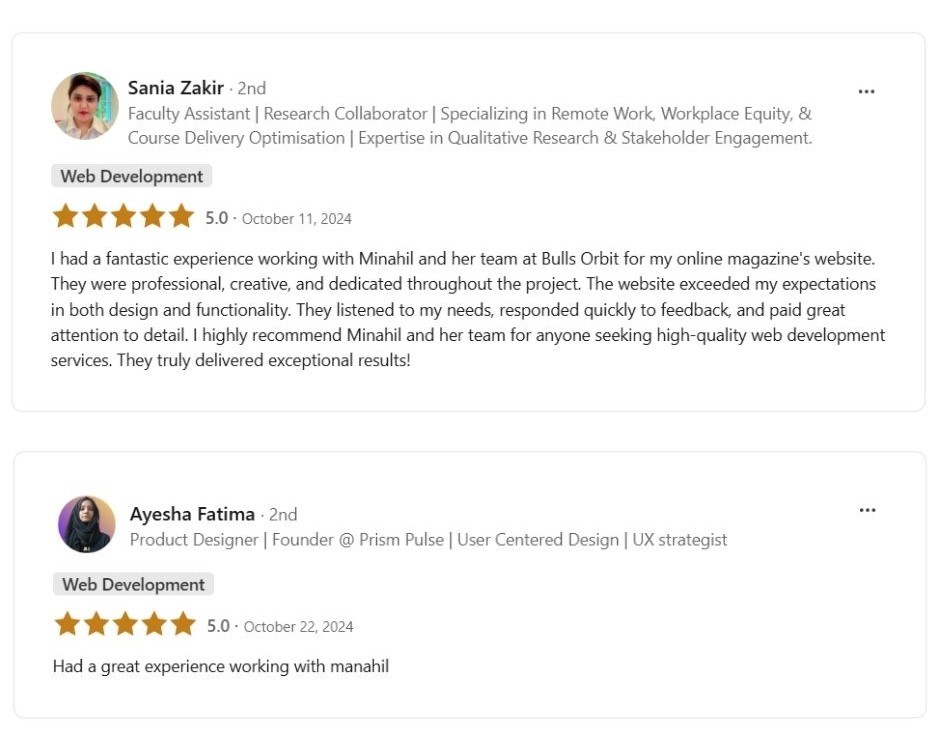 Sania Zakir · 2nd
Faculty Assistant | Research Collaborator | Specializing in Remote Work, Workplace Equity, &
Course Delivery Optimisation | Expertise in Qualitative Research & Stakeholder Engagement.
Web Development
5.0 · October 11, 2024
I had a fantastic experience working with Minahil and her team at Bulls Orbit for my online magazine's website.
They were professional, creative, and dedicated throughout the project. The website exceeded my expectations
in both design and functionality. They listened to my needs, responded quickly to feedback, and paid great
attention to detail. I highly recommend Minahil and her team for anyone seeking high-quality web development
services. They truly delivered exceptional results!
Ayesha Fatima · 2nd
Product Designer | Founder @ Prism Pulse | User Centered Design | UX strategist
Web Development
5.0 · October 22, 2024
Had a great experience working with manahil